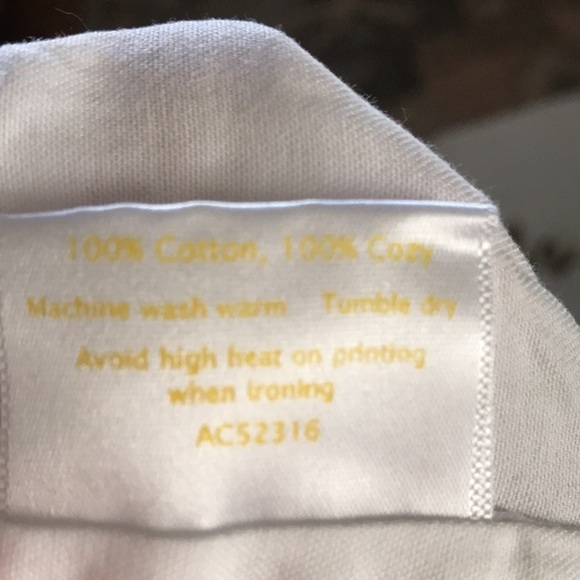 100% Cotton, 100% Cozy
Machine wash warm Tumble dry
Avoid high heat on printing
when ironing
AC52316